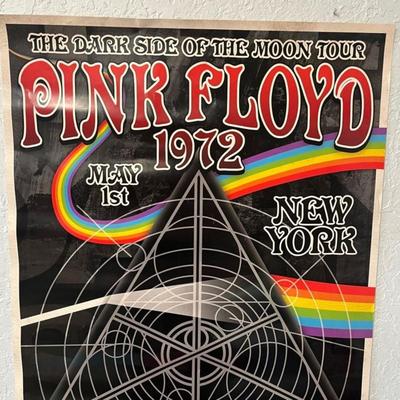 THE DARK SIDE OF THE MOON TOUR
PINK FLOYD
1972
MAY
1st
NEW
YORK